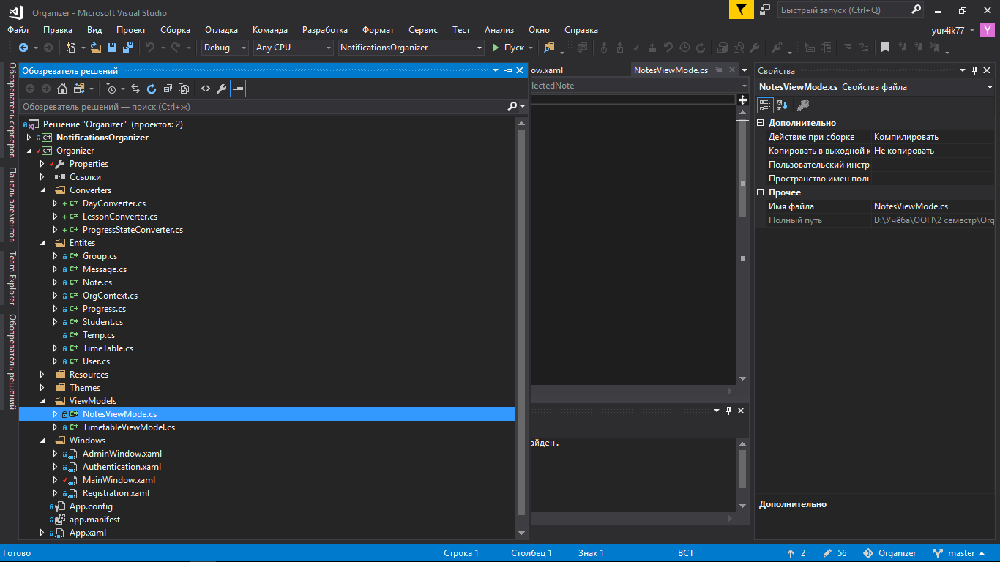 Organizer - Microsoft Visual Studio
Быстрый запуск (Ctrl+Q)
Файл Правка Вид Проект Сборка Отладка Команда Разработка Формат Сервис Тест Анализ Окно Справка
yur4ik77 Y
Debug Any CPU NotificationsOrganizer Пуск
Обозреватель серверов
Панель элементов
Team Explorer
Обозреватель решений
Обозреватель решений
Обозреватель решений — поиск (Ctrl+ж)
Решение "Organizer" (проектов: 2)
NotificationsOrganizer
Organizer
Properties
Ссылки
Converters
DayConverter.cs
LessonConverter.cs
ProgressStateConverter.cs
Entites
Group.cs
Message.cs
Note.cs
OrgContext.cs
Progress.cs
Student.cs
Temp.cs
TimeTable.cs
User.cs
Resources
Themes
ViewModels
NotesViewMode.cs
TimetableViewModel.cs
Windows
AdminWindow.xaml
Authentication.xaml
MainWindow.xaml
Registration.xaml
App.config
app.manifest
App.xaml
ow.xaml NotesViewMode.cs
lectedNote
айден.
Свойства
NotesViewMode.cs Свойства файла
Дополнительно
Действие при сборке Компилировать
Копировать в выходной к Не копировать
Пользовательский инстру
Пространство имен поль
Прочее
Имя файла NotesViewMode.cs
Полный путь D:\Учёба\ООП\2 семестр\Org
Дополнительно
Готово Строка 1 Столбец 1 Знак 1 ВСТ 2 56 Organizer master